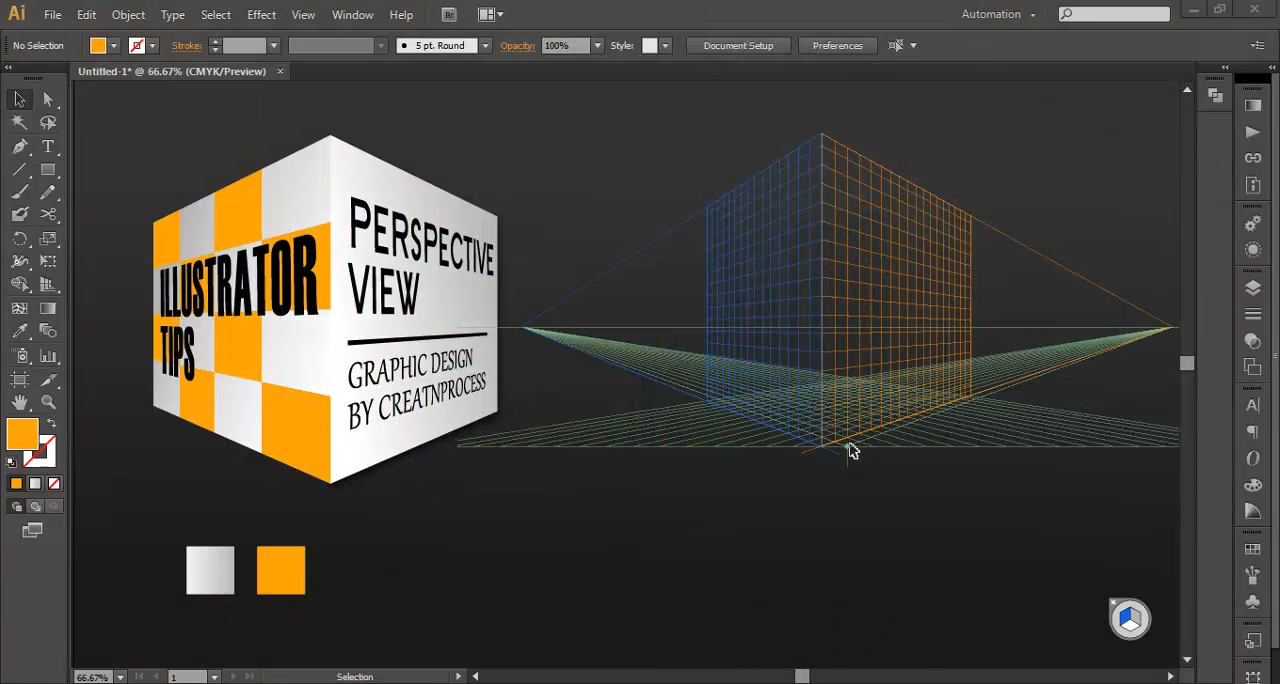 Ai File Edit Object Type Select Effect View Window Help Br Automation
No Selection Stroke: 5 pt. Round Opacity: 100% Style: Document Setup Preferences
Untitled-1* @ 66.67% (CMYK/Preview) ×
ILLUSTRATOR
TIPS
PERSPECTIVE
VIEW
GRAPHIC DESIGN
BY CREATNPROCESS
66.67% 1 Selection